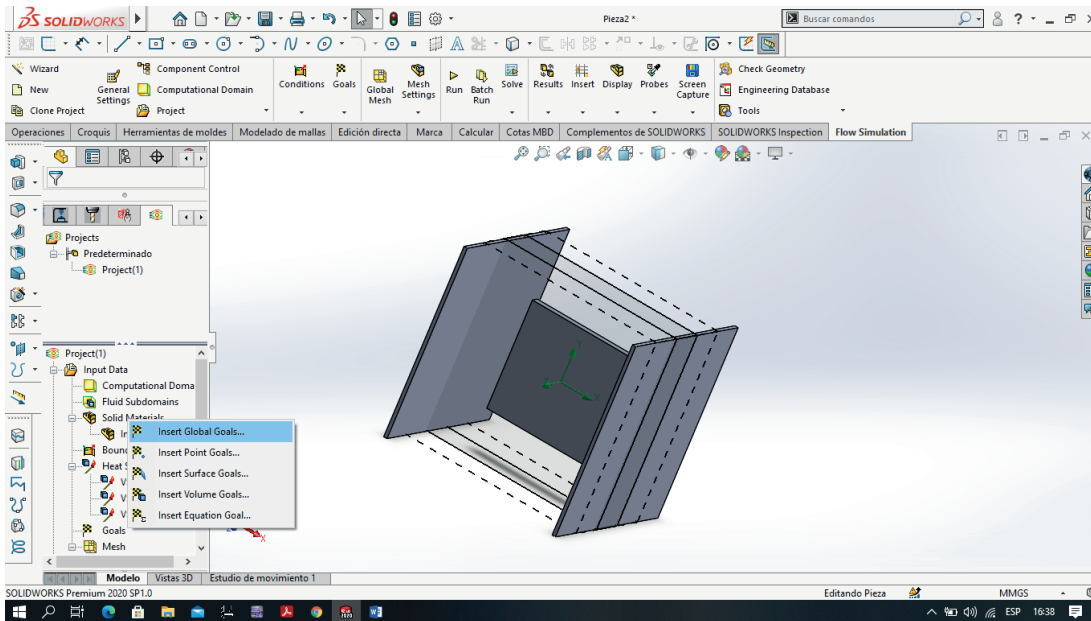 SOLIDWORKS
Pieza2 *
Buscar comandos
Wizard
New
Clone Project
General Settings
Component Control
Computational Domain
Project
Conditions
Goals
Global Mesh
Mesh Settings
Run
Batch Run
Solve
Results
Insert
Display
Probes
Screen Capture
Check Geometry
Engineering Database
Tools
Operaciones
Croquis
Herramientas de moldes
Modelado de mallas
Edición directa
Marca
Calcular
Cotas MBD
Complementos de SOLIDWORKS
SOLIDWORKS Inspection
Flow Simulation
Projects
Predeterminado
Project(1)
Project(1)
Input Data
Computational Doma
Fluid Subdomains
Solid Materials
Insert Global Goals...
Insert Point Goals...
Insert Surface Goals...
Insert Volume Goals...
Insert Equation Goal...
Goals
Mesh
Y
Z
X
X
Modelo
Vistas 3D
Estudio de movimiento 1
SOLIDWORKS Premium 2020 SP1.0
Editando Pieza
MMGS
ESP
16:38